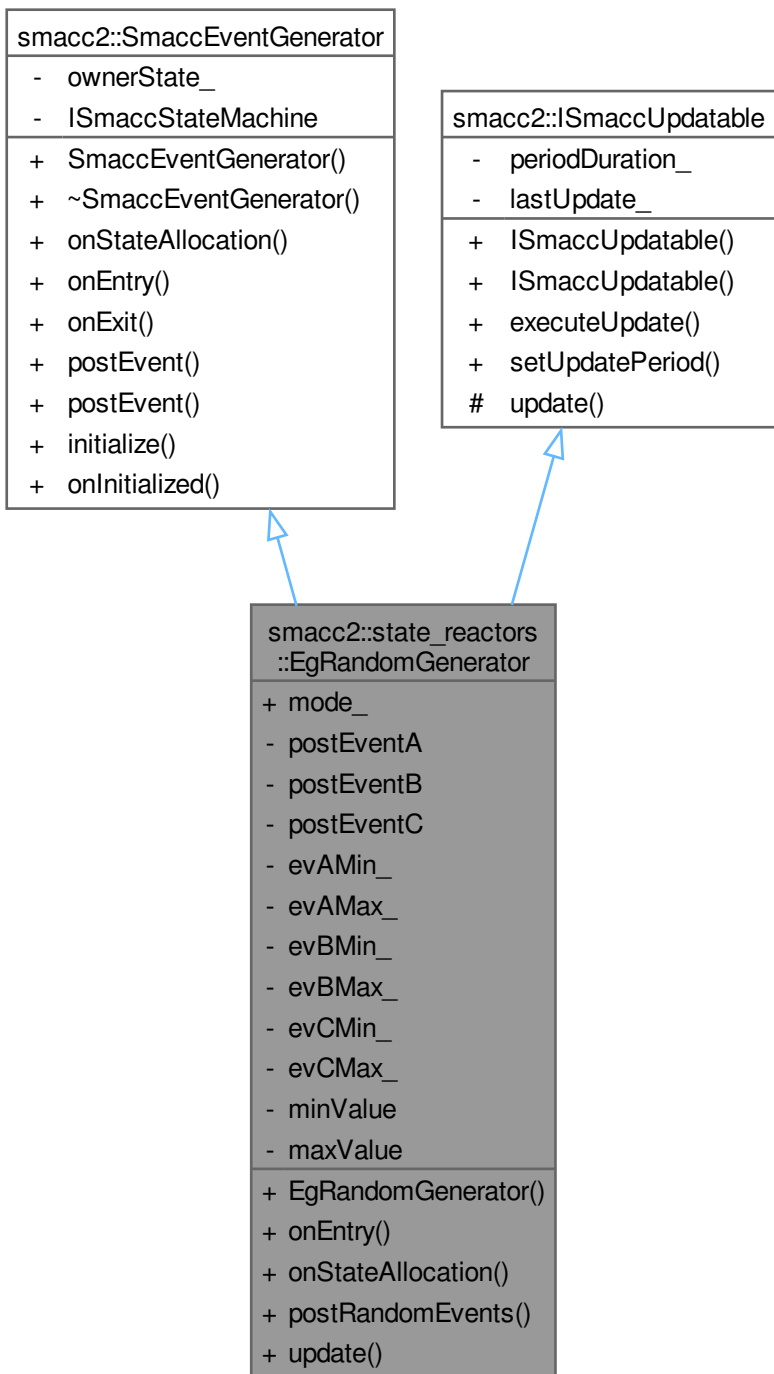 smacc2::SmaccEventGenerator
- ownerState_
- ISmaccStateMachine
+ SmaccEventGenerator()
+ ~SmaccEventGenerator()
+ onStateAllocation()
+ onEntry()
+ onExit()
+ postEvent()
+ postEvent()
+ initialize()
+ onInitialized()
smacc2::ISmaccUpdatable
- periodDuration_
- lastUpdate_
+ ISmaccUpdatable()
+ ISmaccUpdatable()
+ executeUpdate()
+ setUpdatePeriod()
# update()
smacc2::state_reactors
::EgRandomGenerator
+ mode_
- postEventA
- postEventB
- postEventC
- evAMin_
- evAMax_
- evBMin_
- evBMax_
- evCMin_
- evCMax_
- minValue
- maxValue
+ EgRandomGenerator()
+ onEntry()
+ onStateAllocation()
+ postRandomEvents()
+ update()